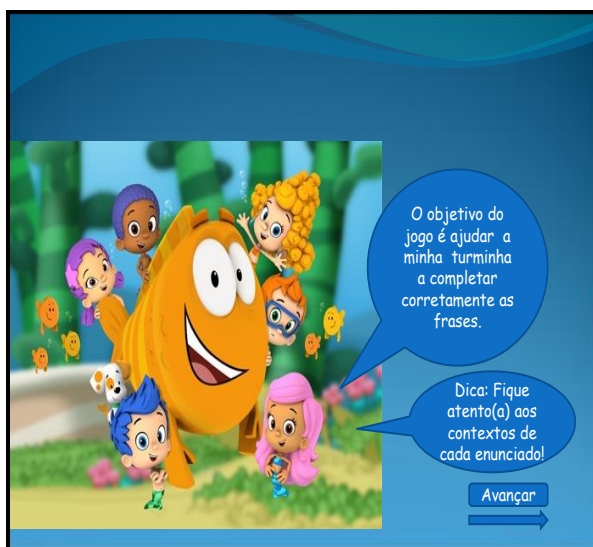 O objetivo do
jogo é ajudar a
minha turminha
a completar
corretamente as
frases.
Dica: Fique
atento(a) aos
contextos de
cada enunciado!
Avançar